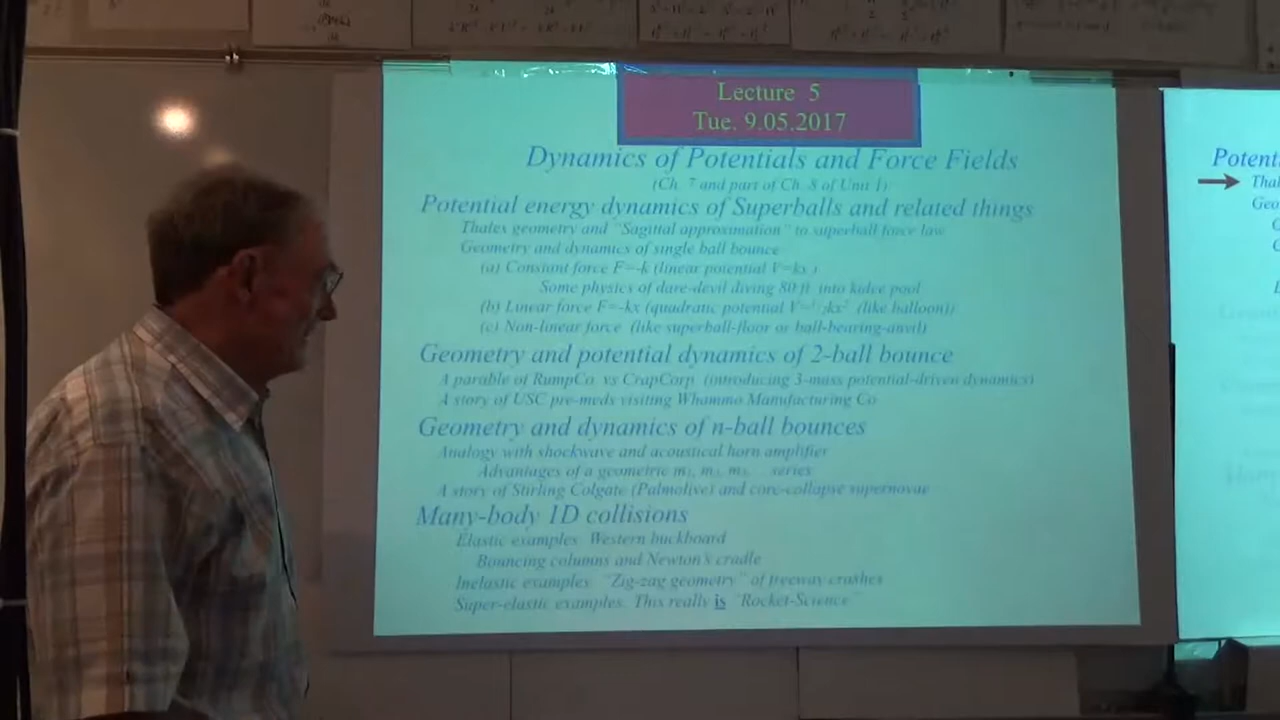 Lecture 5
Tue. 9.05.2017
Dynamics of Potentials and Force Fields
(Ch. 7 and part of Ch. 8 of Unit 1)
Potential energy dynamics of Superballs and related things
Thales geometry and "Sagittal approximation" to superball force law
Geometry and dynamics of single ball bounce
(a) Constant force F=-k (linear potential V=kx )
Some physics of dare-devil diving 80 ft. into kidee pool
(b) Linear force F=-kx (quadratic potential (like balloon))
(c) Non-linear force (like superball-floor or ball-bearing-anvil)
Geometry and potential dynamics of 2-ball bounce
A parable of RumpCo. vs CrapCorp. (introducing 3-mass potential-driven dynamics)
A story of USC pre-meds visiting Whammo Manufacturing Co.
Geometry and dynamics of n-ball bounces
Analogy with shockwave and acoustical horn amplifier
Advantages of a geometric m₁, m₂, m₃, series
A story of Stirling Colgate (Palmolive) and core-collapse supernovae
Many-body 1D collisions
Elastic examples: Western buckboard
Bouncing columns and Newton's cradle
Inelastic examples: "Zig-zag geometry" of freeway crashes
Super-elastic examples: This really is "Rocket-Science"
Potent
Thal
Geo